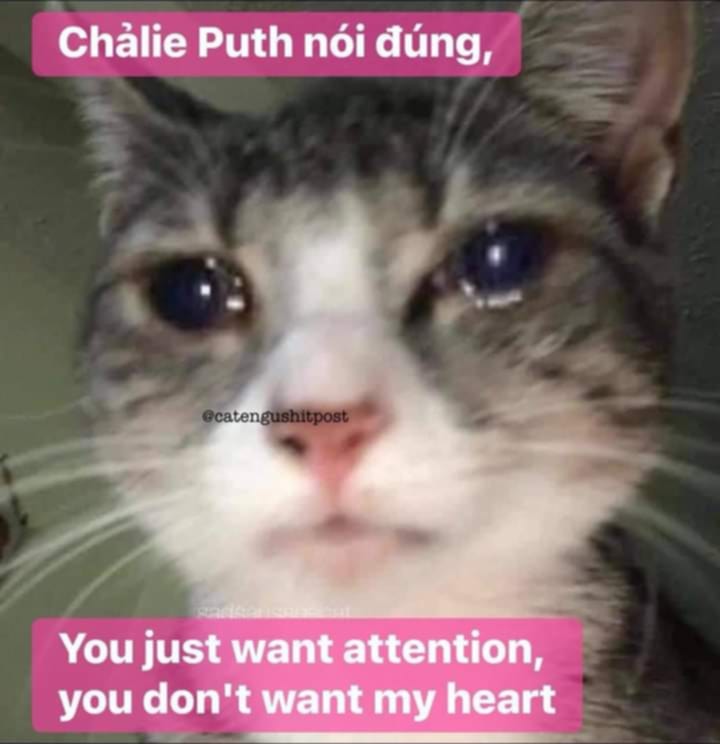 Chảlie Puth nói đúng,
@catengushitpost
You just want attention,
you don't want my heart